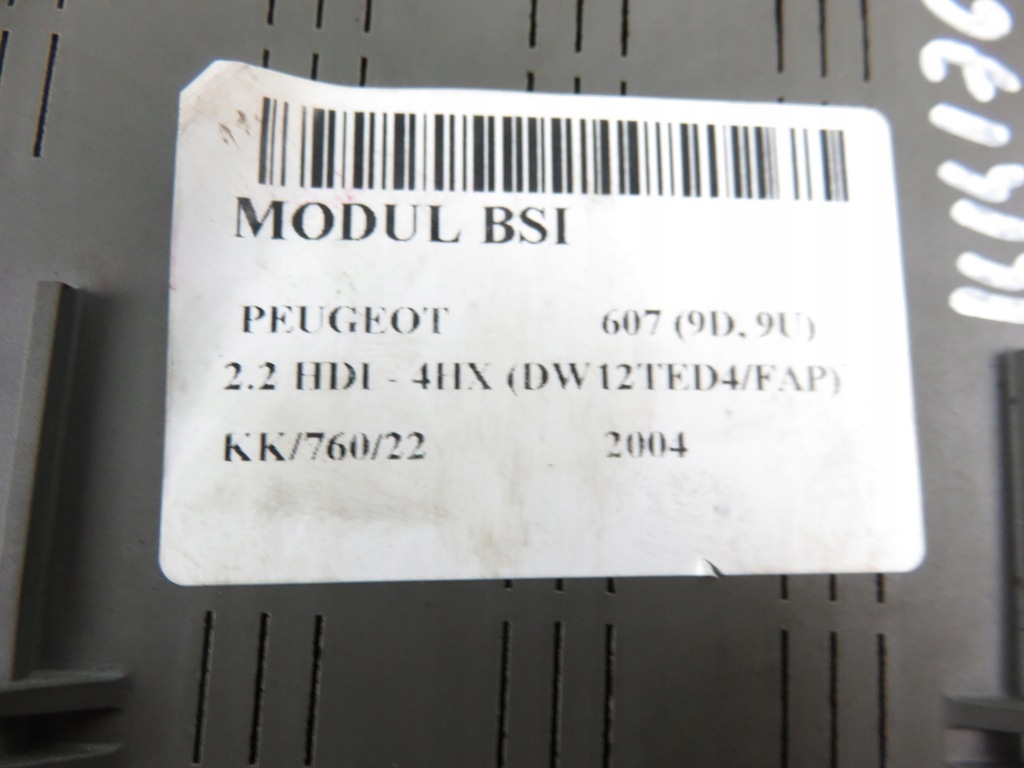 MODUL BSI
PEUGEOT 607 (9D, 9U)
2.2 HDI - 4HX (DW12TED4/FAP)
KK/760/22 2004